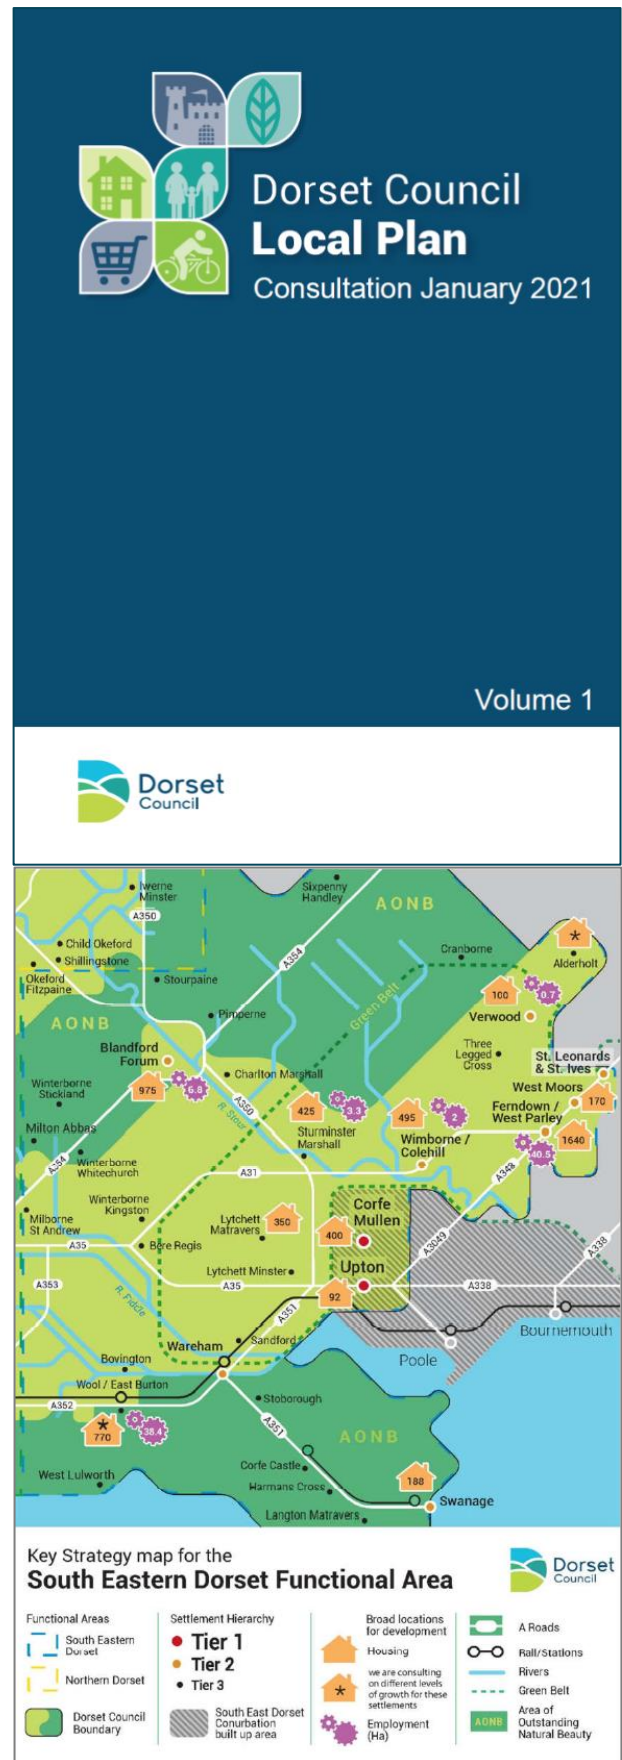 Dorset Council
Local Plan
Consultation January 2021
Volume 1
Dorset
Council
Iwerne
Minster
Sixpenny
Handley
AONB
A350
A354
Child Okeford
Shillingstone
Cranborne
*
Alderholt
Okeford
Fitzpaine
Stourpaine
Green Belt
100
0.7
Verwood
AONB
Pimperne
Blandford
Forum
Three
Legged
Cross
St. Leonards
& St. Ives
Charlton Marshall
975
6.8
West Moors
170
Winterborne
Stickland
A350
R. Stour
425
3.3
495
2
Ferndown /
West Parley
1640
Milton Abbas
Sturminster
Marshall
Wimborne /
Colehill
40.5
A354
Winterborne
Whitechurch
A31
A348
Winterborne
Kingston
Corfe
Mullen
Milborne
St Andrew
Lytchett
Matravers
350
400
A3049
A338
A35
Bere Regis
Upton
Lytchett Minster
A353
A35
A338
R. Piddle
92
A351
Bournemouth
Wareham
Sandford
Poole
Bovington
Wool / East Burton
A352
Stoborough
*
770
38.4
A351
AONB
Corfe Castle
West Lulworth
Harmans Cross
188
Swanage
Langton Matravers
Key Strategy map for the
South Eastern Dorset Functional Area
Dorset
Council
Functional Areas
South Eastern
Dorset
Northern Dorset
Dorset Council
Boundary
Settlement Hierarchy
Tier 1
Tier 2
Tier 3
South East Dorset
Conurbation
built up area
Broad locations
for development
Housing
*
we are consulting
on different levels
of growth for these
settlements
Employment
(Ha)
A Roads
Rail/Stations
Rivers
Green Belt
AONB
Area of
Outstanding
Natural Beauty